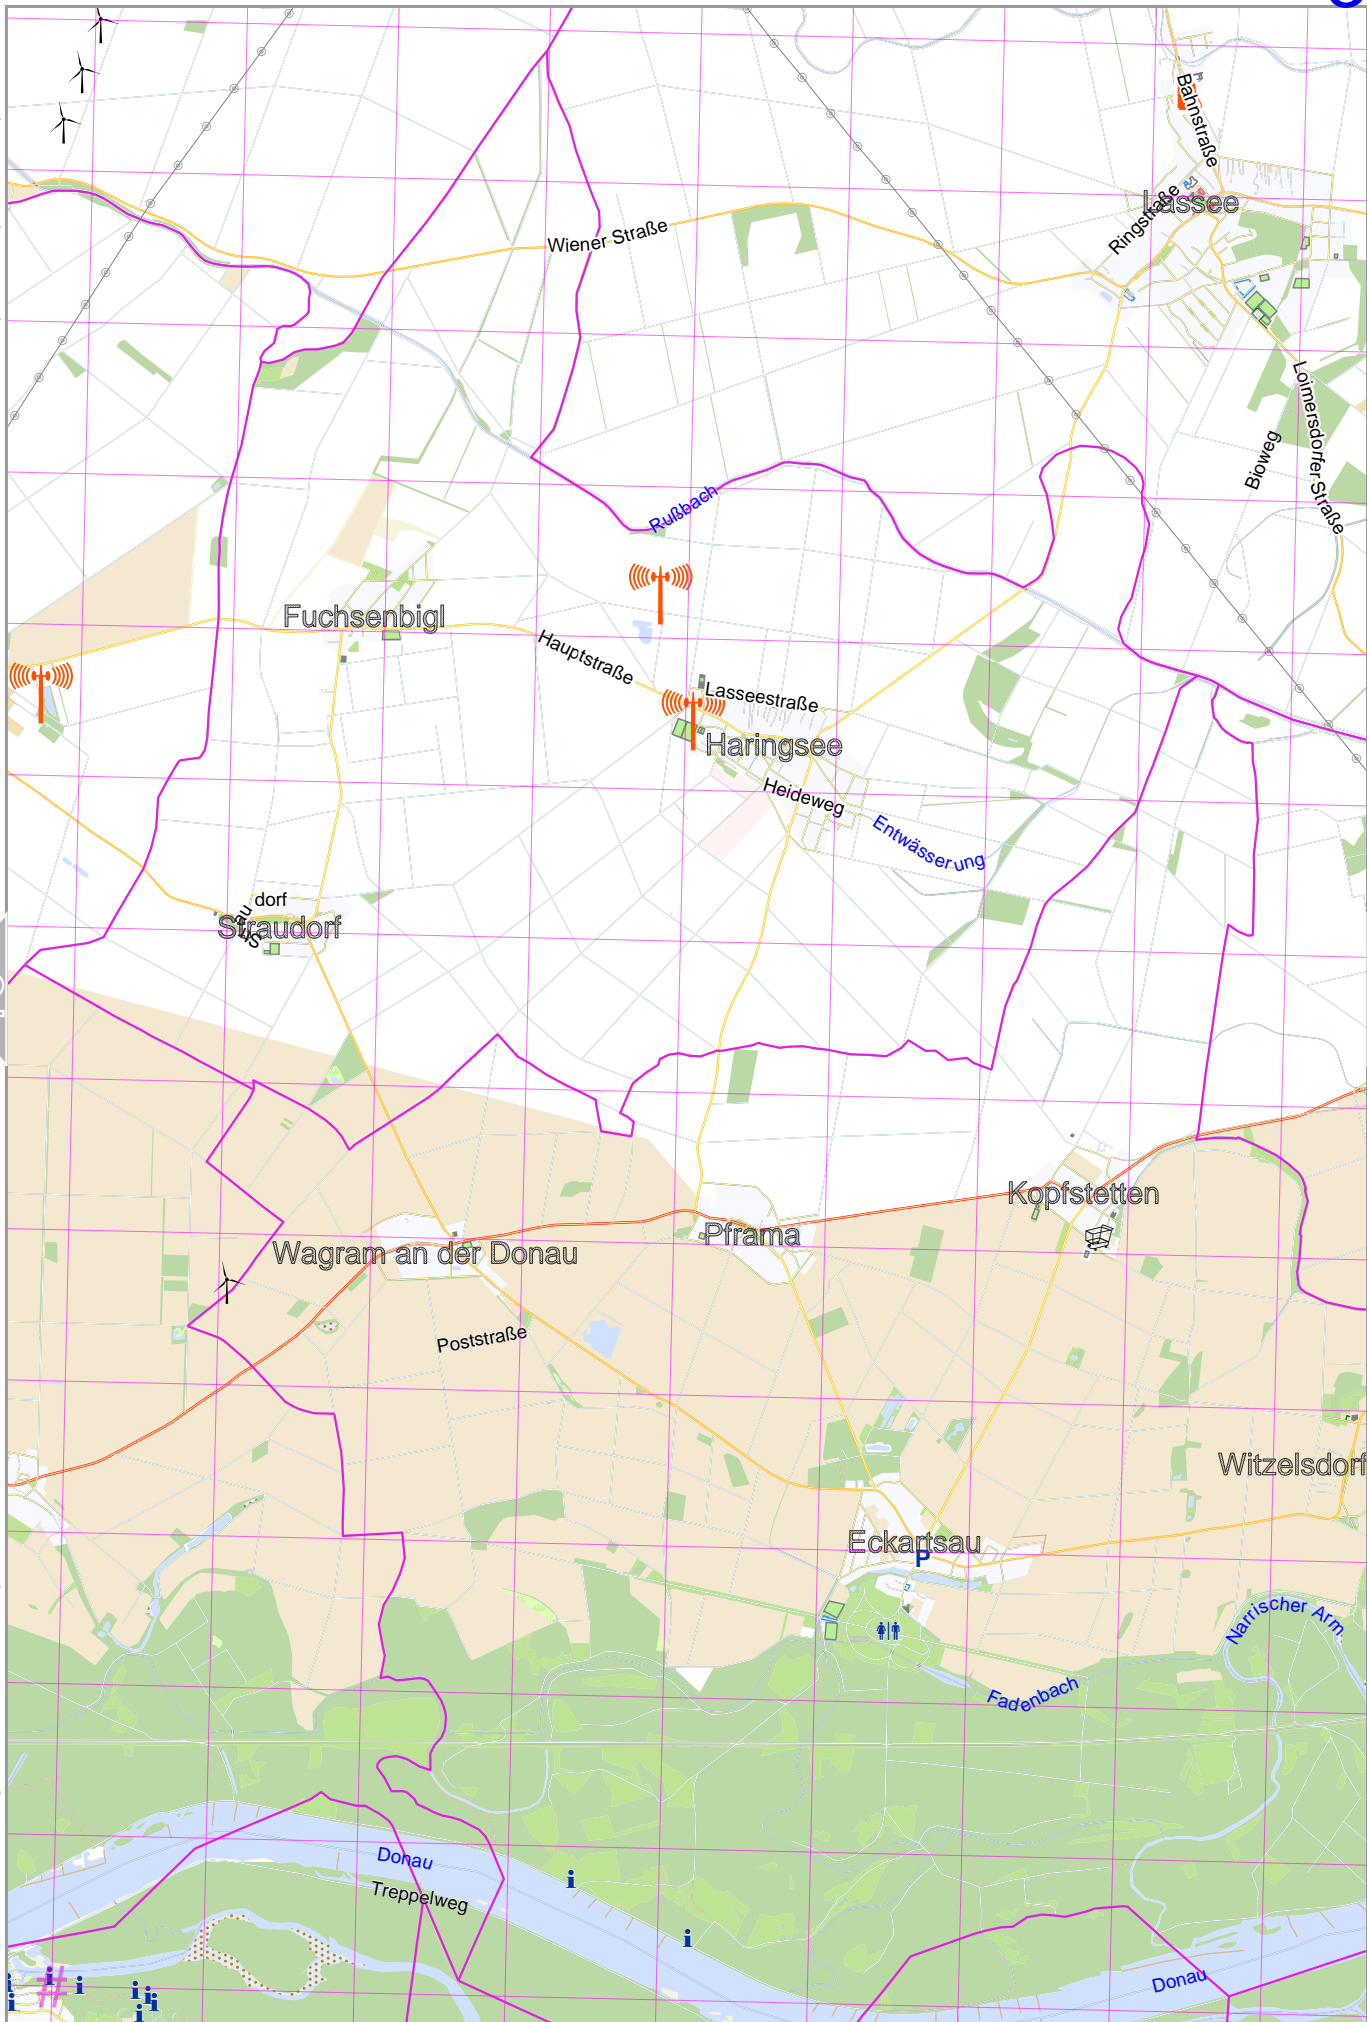 Bahnstraße
Lassee
Ringstraße
Wiener Straße
Loimersdorfer Straße
Bioweg
Rußbach
Fuchsenbigl
Hauptstraße
Lasseestraße
Haringsee
Heideweg
Entwässerung
Straudorf
Straudorf
Kopfstetten
Pframa
Wagram an der Donau
Poststraße
Witzelsdorf
Eckartsau
P
Narrischer Arm
Fadenbach
Donau
Treppelweg
Donau